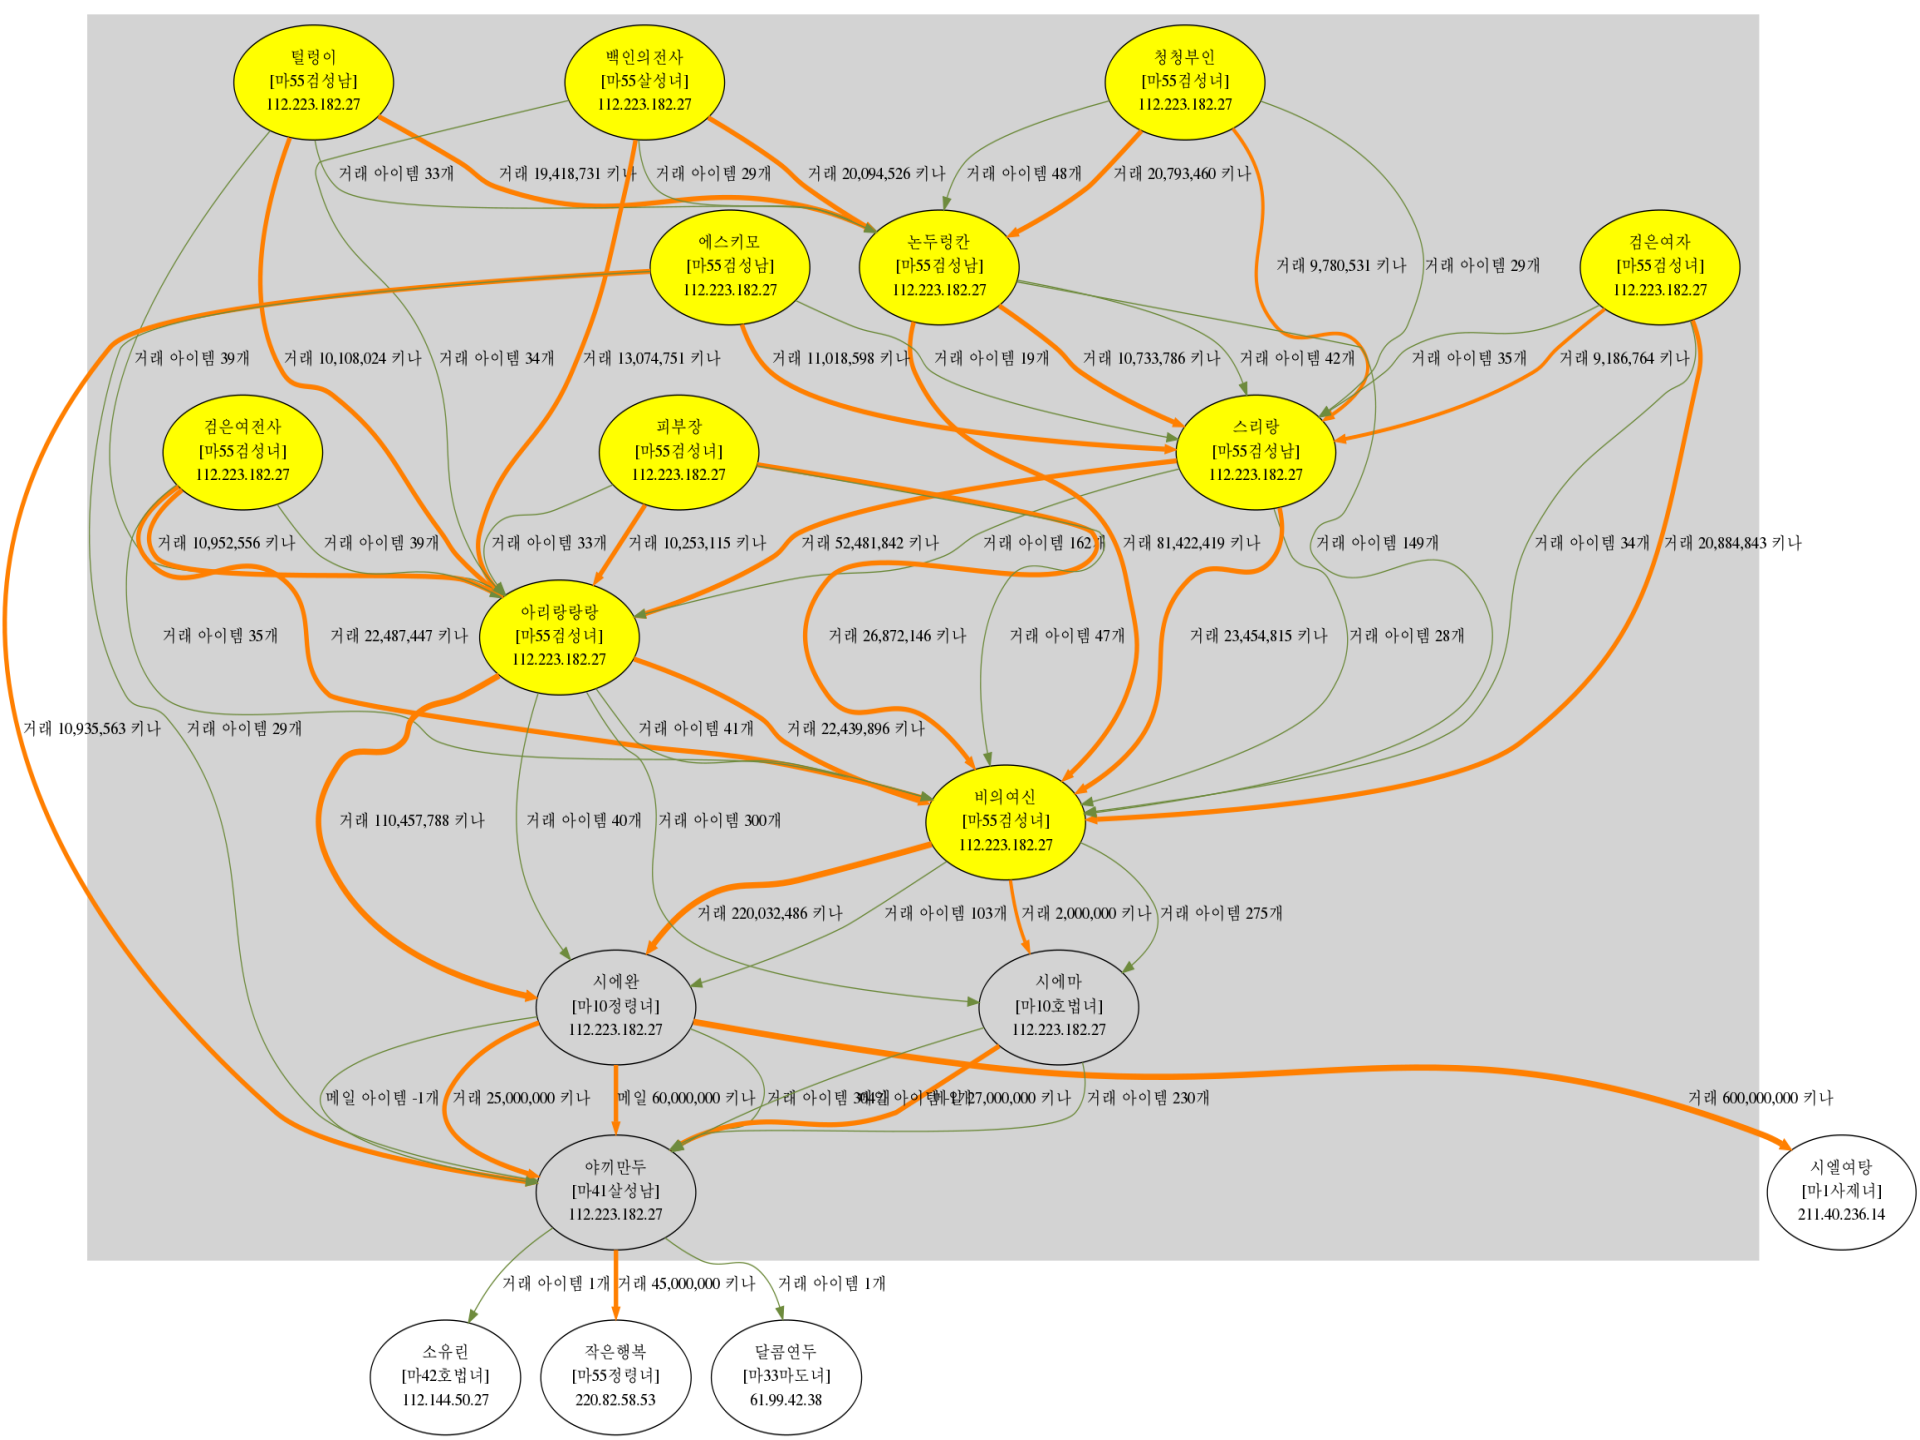 털렁이
[마55검성남]
112.223.182.27
백인의전사
[마55살성녀]
112.223.182.27
청청부인
[마55검성녀]
112.223.182.27
거래 아이템 33개
거래 19,418,731 키나
거래 아이템 29개
거래 20,094,526 키나
거래 아이템 48개
거래 20,793,460 키나
에스키모
[마55검성남]
112.223.182.27
논두렁칸
[마55검성남]
112.223.182.27
거래 9,780,531 키나
거래 아이템 29개
검은여자
[마55검성녀]
112.223.182.27
거래 아이템 39개
거래 10,108,024 키나
거래 아이템 34개
거래 13,074,751 키나
거래 11,018,598 키나
거래 아이템 19개
거래 10,733,786 키나
거래 아이템 42개
거래 아이템 35개
거래 9,186,764 키나
검은여전사
[마55검성녀]
112.223.182.27
피부장
[마55검성녀]
112.223.182.27
스리랑
[마55검성남]
112.223.182.27
거래 10,952,556 키나
거래 아이템 39개
거래 아이템 33개
거래 10,253,115 키나
거래 52,481,842 키나
거래 아이템 162개
거래 81,422,419 키나
거래 아이템 149개
거래 아이템 34개
거래 20,884,843 키나
거래 아이템 35개
거래 22,487,447 키나
아리랑랑랑
[마55검성녀]
112.223.182.27
거래 26,872,146 키나
거래 아이템 47개
거래 23,454,815 키나
거래 아이템 28개
거래 10,935,563 키나
거래 아이템 29개
거래 아이템 41개
거래 22,439,896 키나
거래 110,457,788 키나
거래 아이템 40개
거래 아이템 300개
비의여신
[마55검성녀]
112.223.182.27
거래 220,032,486 키나
거래 아이템 103개
거래 2,000,000 키나
거래 아이템 275개
시에완
[마10정령녀]
112.223.182.27
시에마
[마10호법녀]
112.223.182.27
메일 아이템 -1개
거래 25,000,000 키나
메일 60,000,000 키나
거래 아이템
아이템
27,000,000 키나
거래 아이템 230개
거래 600,000,000 키나
야끼만두
[마41살성남]
112.223.182.27
시엘여탕
[마1사제녀]
211.40.236.14
거래 아이템 1개
거래 45,000,000 키나
거래 아이템 1개
소유린
[마42호법녀]
112.144.50.27
작은행복
[마55정령녀]
220.82.58.53
달콤연두
[마33마도녀]
61.99.42.38